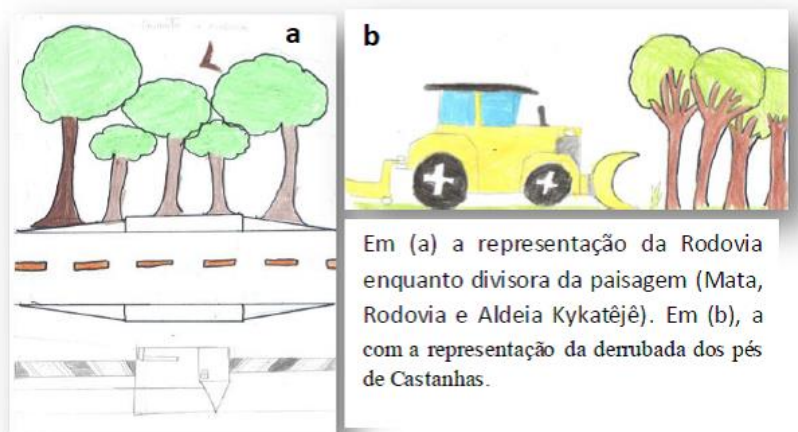 a
b
Em (a) a representação da Rodovia
enquanto divisora da paisagem (Mata,
Rodovia e Aldeia Kykatêjê). Em (b), a
com a representação da derrubada dos pés
de Castanhas.